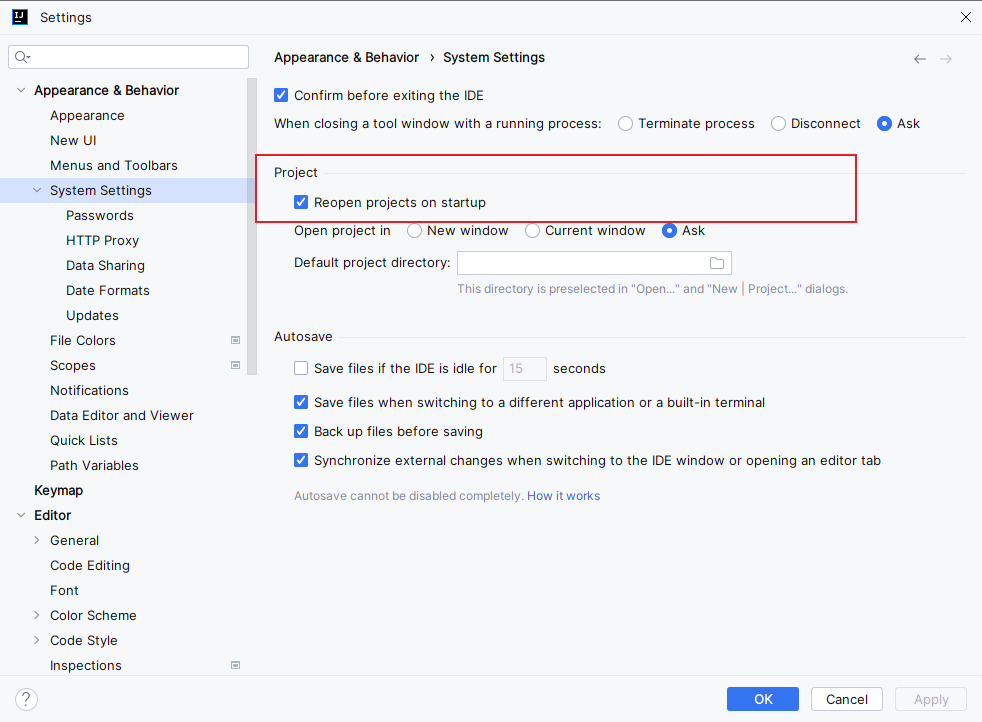 Settings
Appearance & Behavior
Appearance
New UI
Menus and Toolbars
System Settings
Passwords
HTTP Proxy
Data Sharing
Date Formats
Updates
File Colors
Scopes
Notifications
Data Editor and Viewer
Quick Lists
Path Variables
Keymap
Editor
General
Code Editing
Font
Color Scheme
Code Style
Inspections
Appearance & Behavior › System Settings
Confirm before exiting the IDE
When closing a tool window with a running process: Terminate process Disconnect Ask
Project
Reopen projects on startup
Open project in New window Current window Ask
Default project directory:
This directory is preselected in "Open..." and "New | Project..." dialogs.
Autosave
Save files if the IDE is idle for 15 seconds
Save files when switching to a different application or a built-in terminal
Back up files before saving
Synchronize external changes when switching to the IDE window or opening an editor tab
Autosave cannot be disabled completely. How it works
? OK Cancel Apply